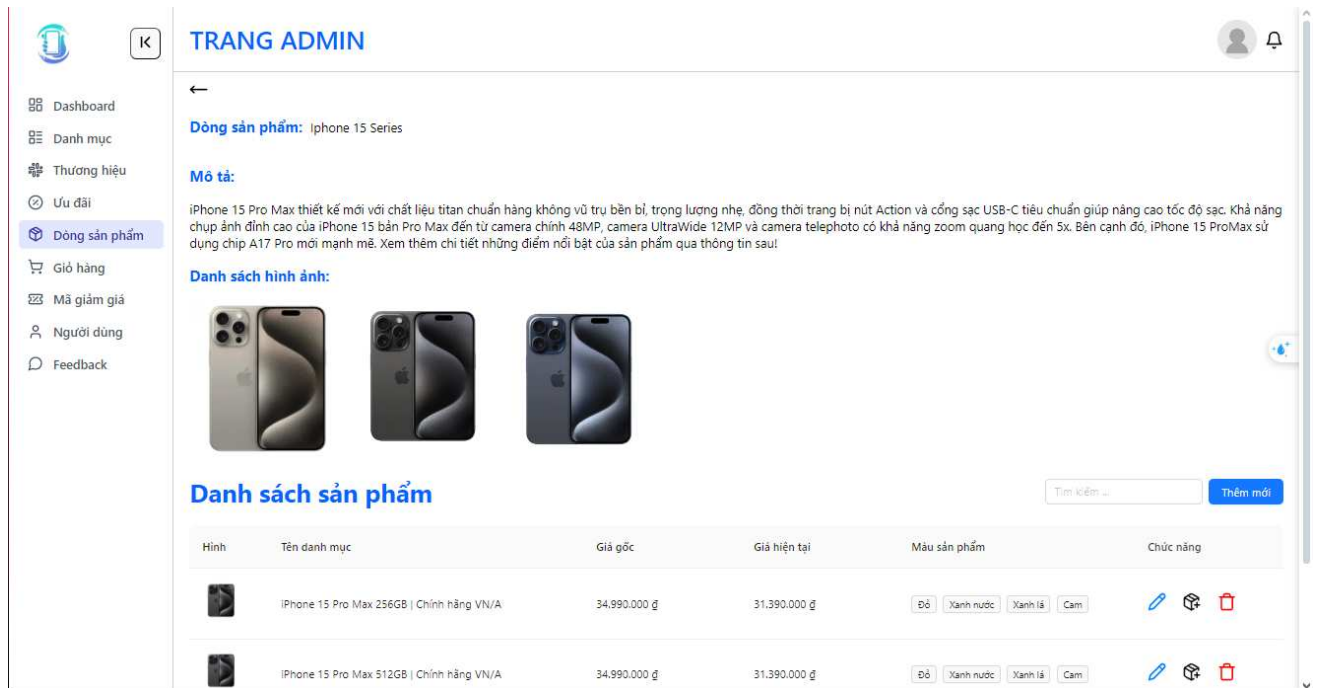 TRANG ADMIN
Dashboard
Danh mục
Thương hiệu
Ưu đãi
Dòng sản phẩm
Giỏ hàng
Mã giảm giá
Người dùng
Feedback
Dòng sản phẩm: Iphone 15 Series
Mô tả:
iPhone 15 Pro Max thiết kế mới với chất liệu titan chuẩn hàng không vũ trụ bền bỉ, trọng lượng nhẹ, đồng thời trang bị nút Action và cổng sạc USB-C tiêu chuẩn giúp nâng cao tốc độ sạc. Khả năng
chụp ảnh đỉnh cao của iPhone 15 bản Pro Max đến từ camera chính 48MP, camera UltraWide 12MP và camera telephoto có khả năng zoom quang học đến 5x. Bên cạnh đó, iPhone 15 ProMax sử
dụng chip A17 Pro mới mạnh mẽ. Xem thêm chi tiết những điểm nổi bật của sản phẩm qua thông tin sau!
Danh sách hình ảnh:
Danh sách sản phẩm
Tìm kiếm ...
Thêm mới
Hình Tên danh mục Giá gốc Giá hiện tại Màu sản phẩm Chức năng
iPhone 15 Pro Max 256GB | Chính hãng VN/A 34.990.000 ₫ 31.390.000 ₫ Đỏ Xanh nước Xanh lá Cam
iPhone 15 Pro Max 512GB | Chính hãng VN/A 34.990.000 ₫ 31.390.000 ₫ Đỏ Xanh nước Xanh lá Cam